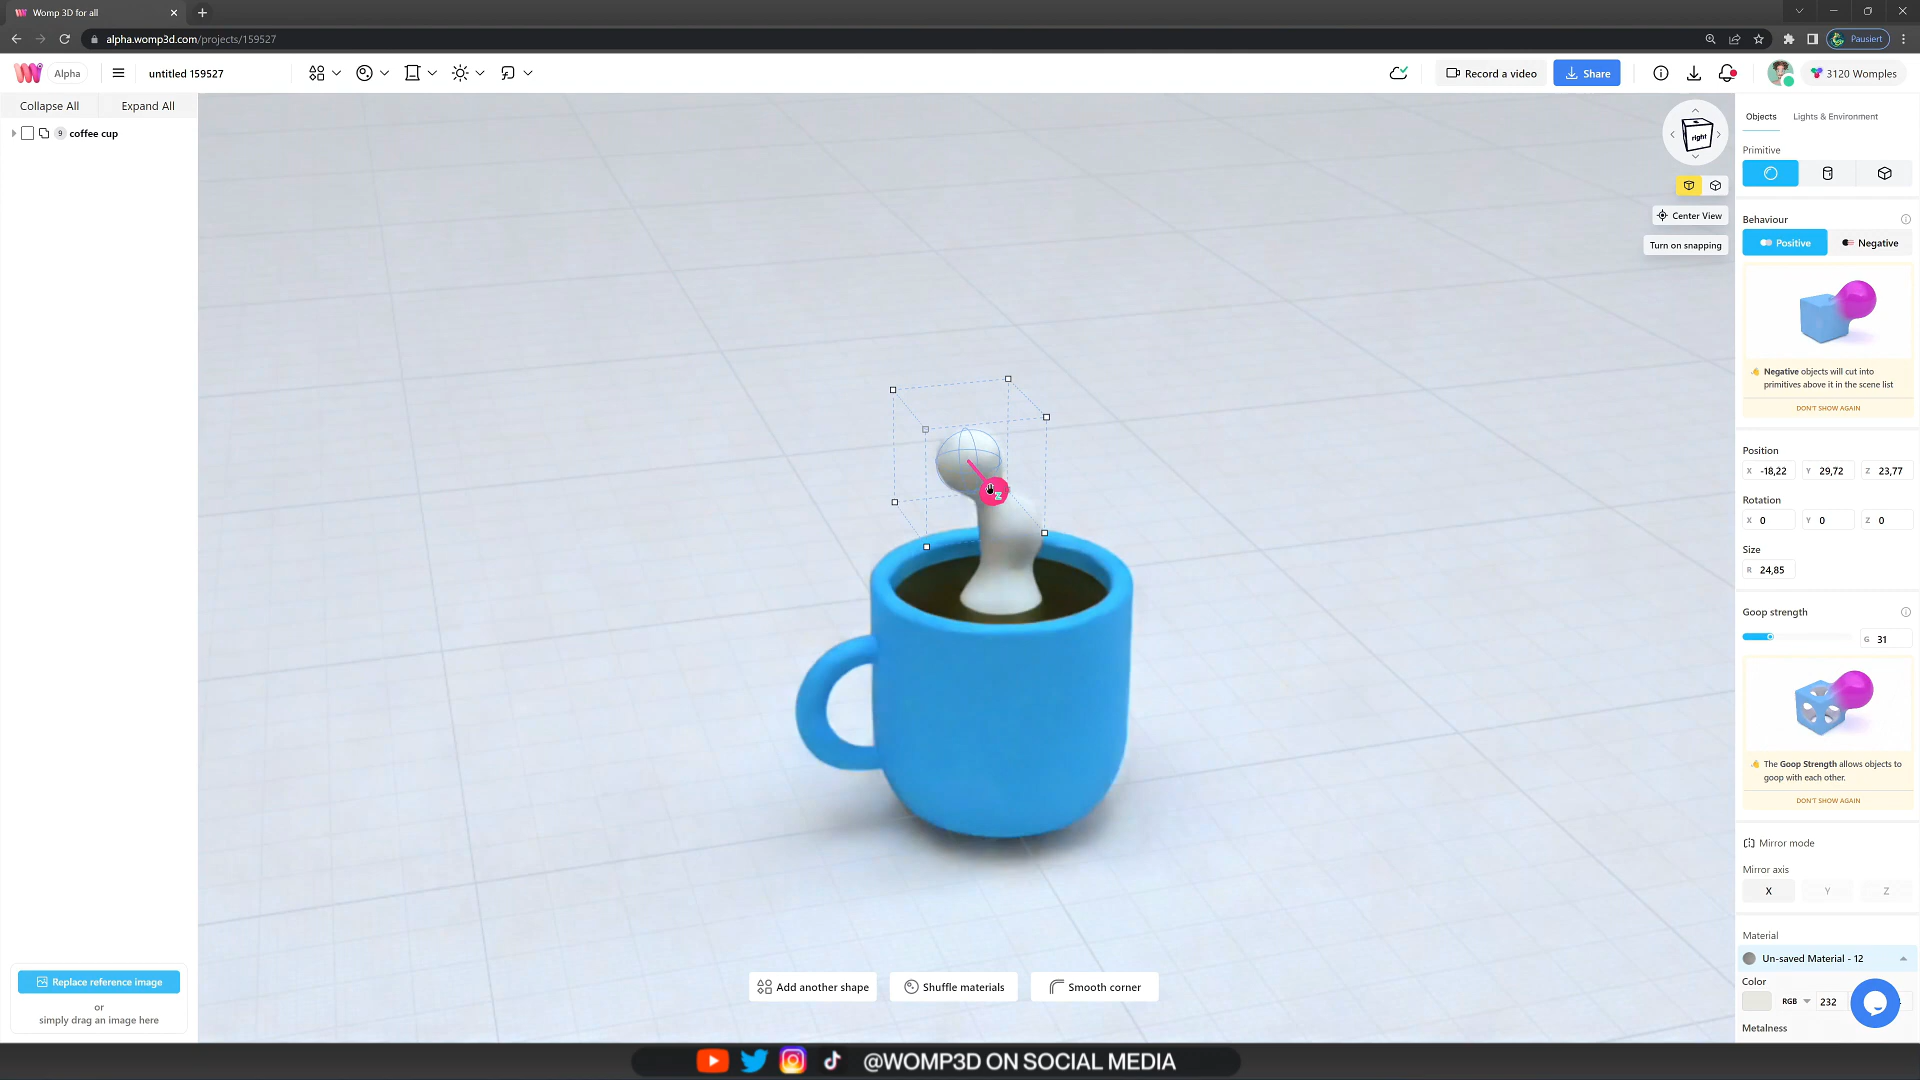 Womp 3D for all
alpha.womp3d.com/projects/159527
Pausiert
Alpha
untitled 159527
Record a video
Share
3120 Womples
Collapse All
Expand All
9 coffee cup
right
Center View
Turn on snapping
z
Replace reference image
or
simply drag an image here
Add another shape
Shuffle materials
Smooth corner
Objects
Lights & Environment
Primitive
Behaviour
Positive
Negative
Negative objects will cut into
primitives above it in the scene list
DON'T SHOW AGAIN
Position
X -18,22 Y 29,72 Z 23,77
Rotation
X 0 Y 0 Z 0
Size
R 24,85
Goop strength
G 31
The Goop Strength allows objects to
goop with each other.
DON'T SHOW AGAIN
Mirror mode
Mirror axis
X Y Z
Material
Un-saved Material - 12
Color
RGB 232
Metalness
@WOMP3D ON SOCIAL MEDIA